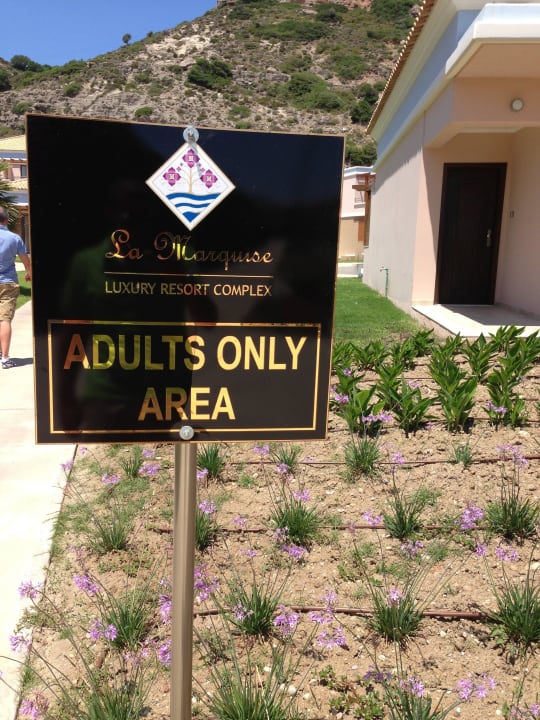 La Marquise
LUXURY RESORT COMPLEX
ADULTS ONLY
AREA